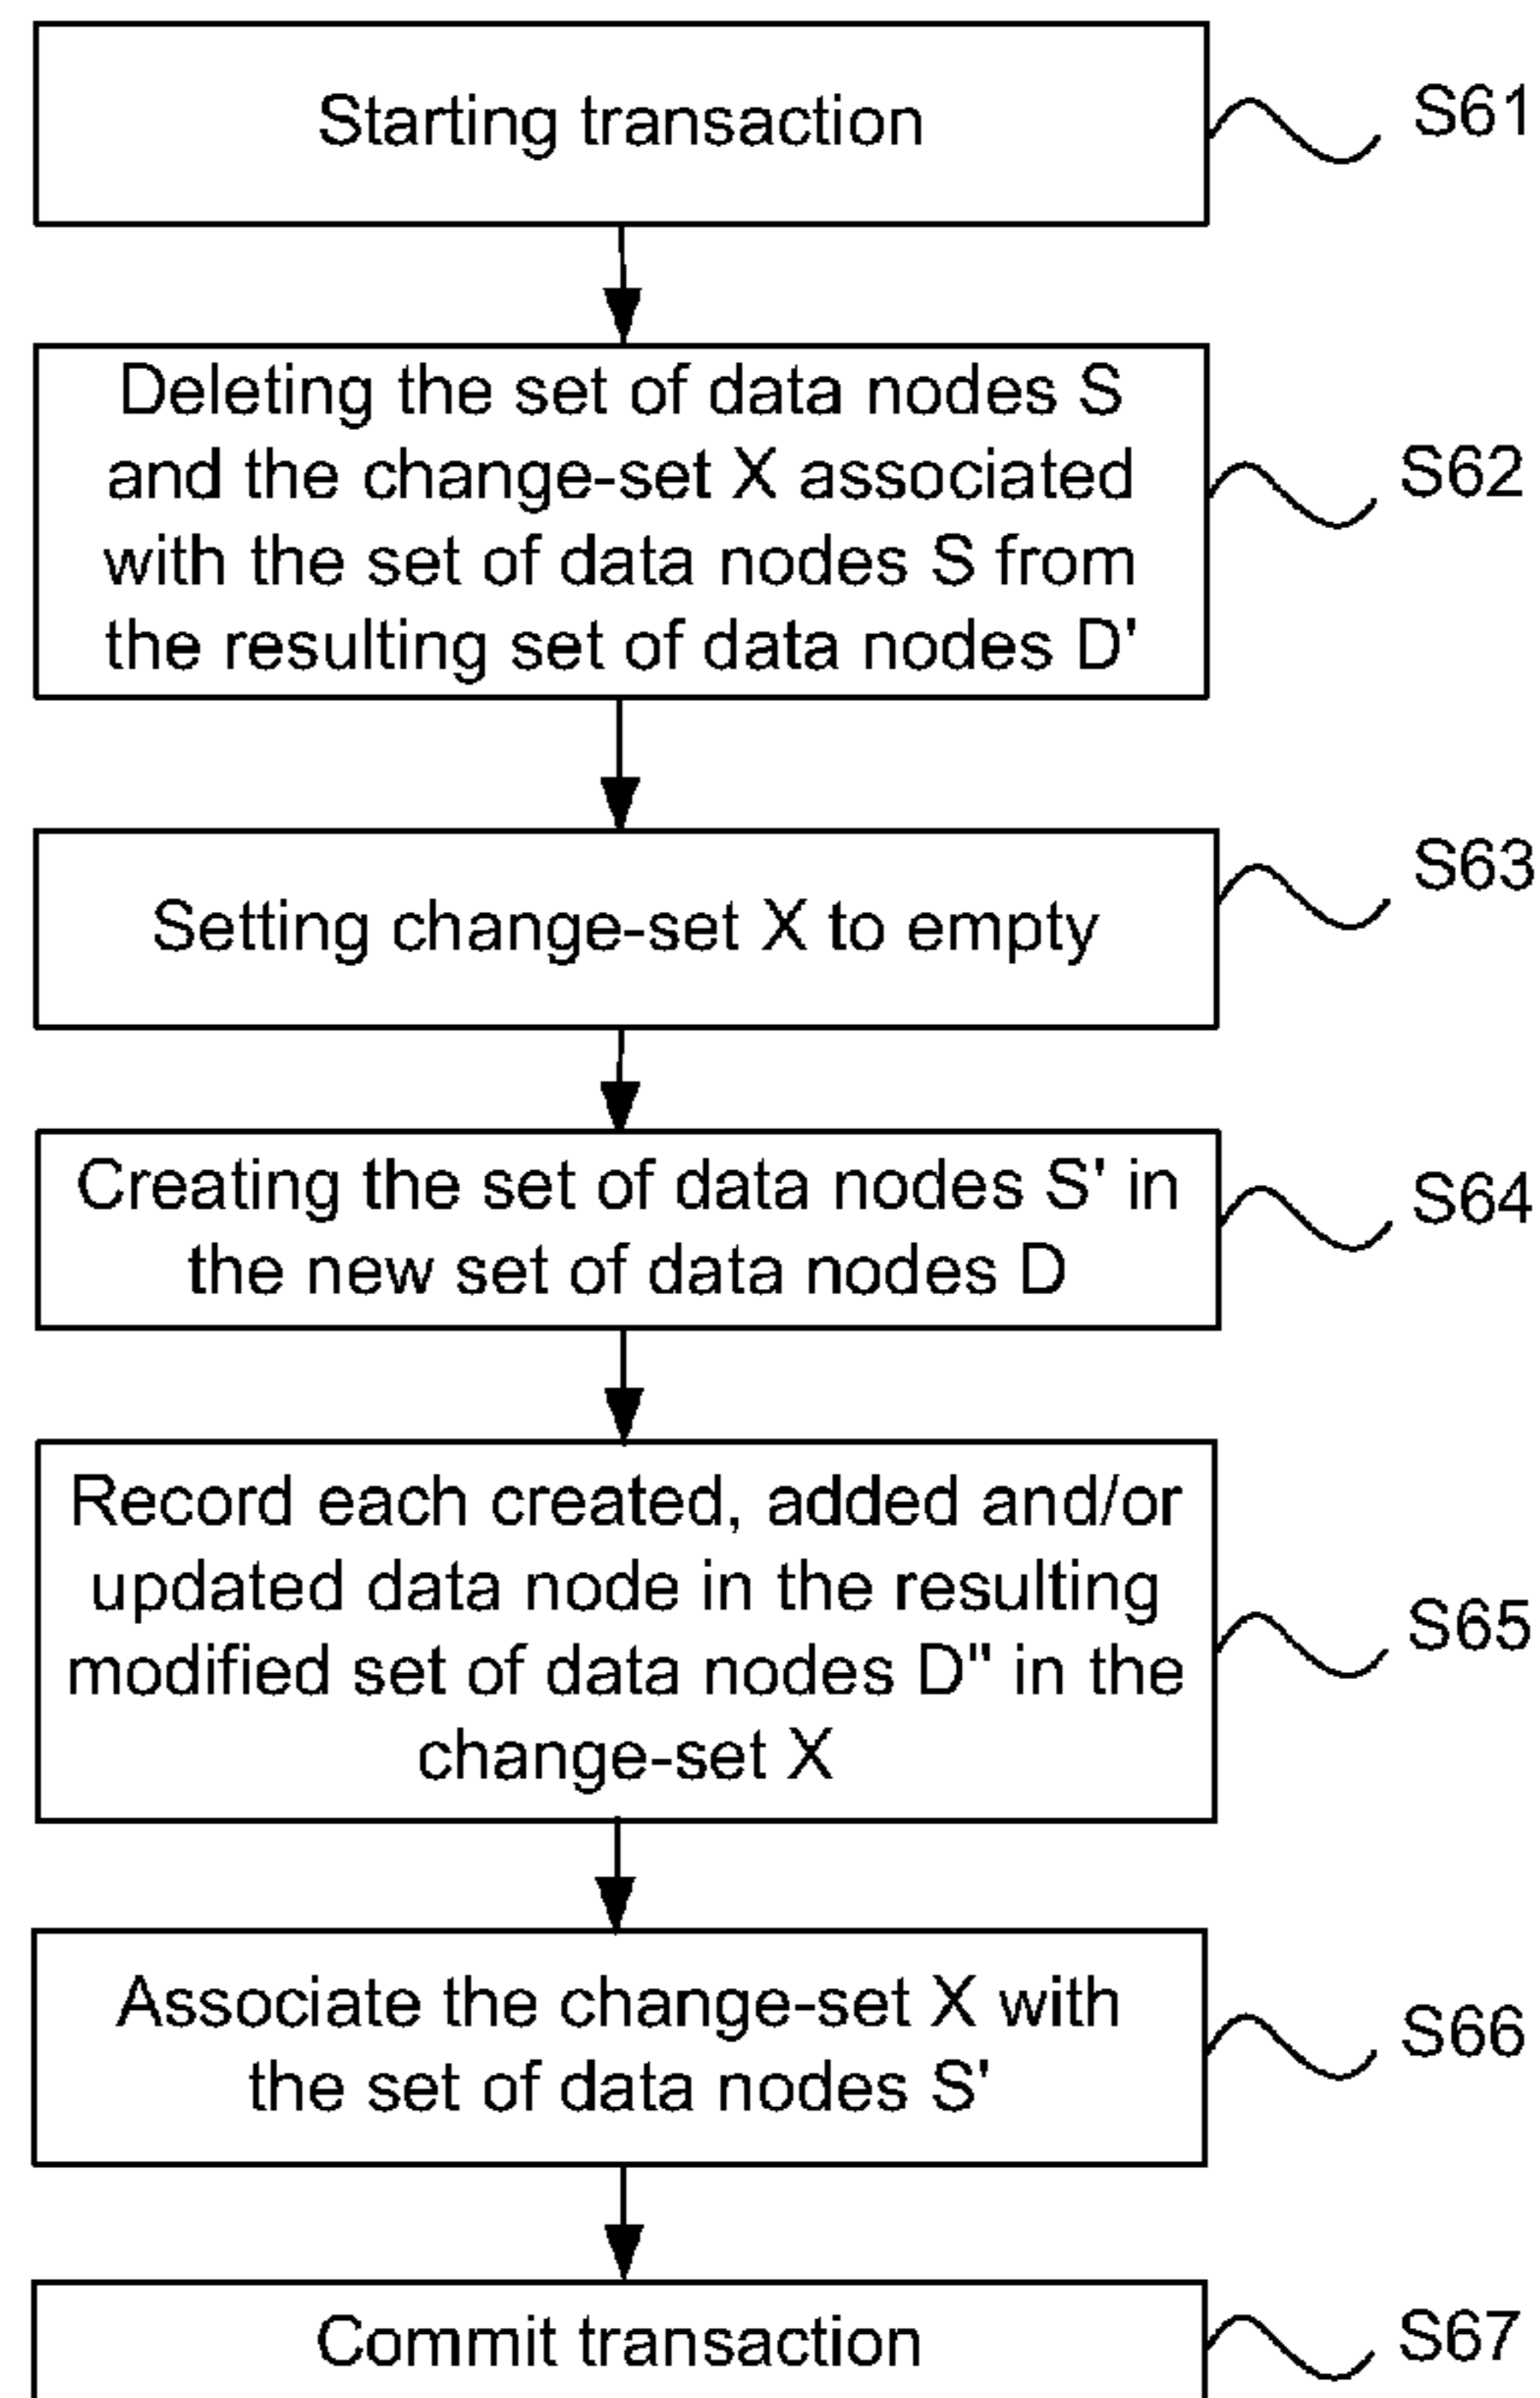 Starting transaction
S61
Deleting the set of data nodes S
and the change-set X associated
with the set of data nodes S from
the resulting set of data nodes D'
S62
Setting change-set X to empty
S63
Creating the set of data nodes S' in
the new set of data nodes D
S64
Record each created, added and/or
updated data node in the resulting
modified set of data nodes D" in the
change-set X
S65
Associate the change-set X with
the set of data nodes S'
S66
Commit transaction
S67